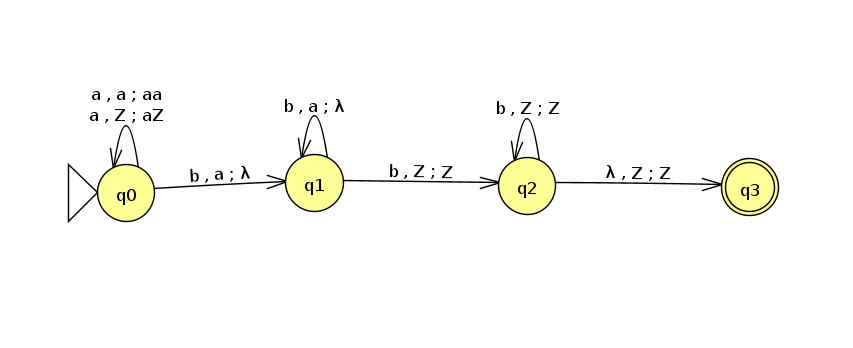 a , a ; aa
a , Z ; aZ
b , a ; λ
b , a ; λ
b , Z ; Z
b , Z ; Z
λ , Z ; Z
q0
q1
q2
q3